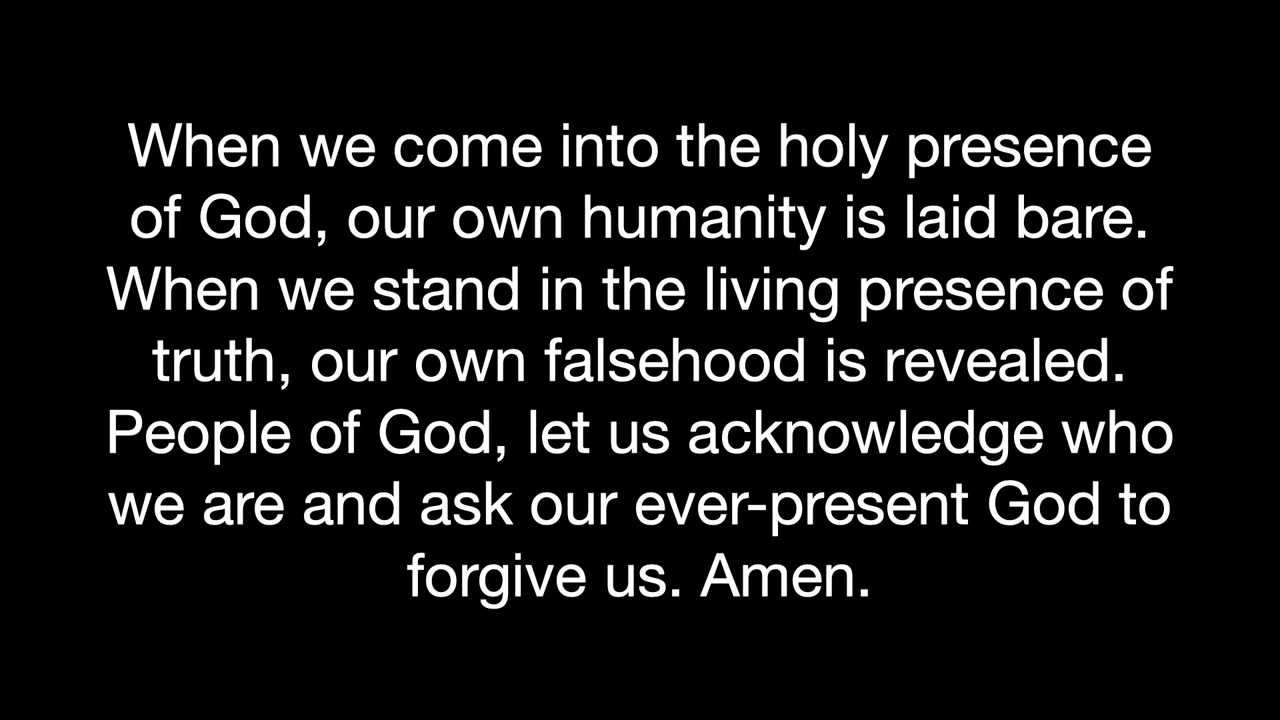 When we come into the holy presence
of God, our own humanity is laid bare.
When we stand in the living presence of
truth, our own falsehood is revealed.
People of God, let us acknowledge who
we are and ask our ever-present God to
forgive us. Amen.